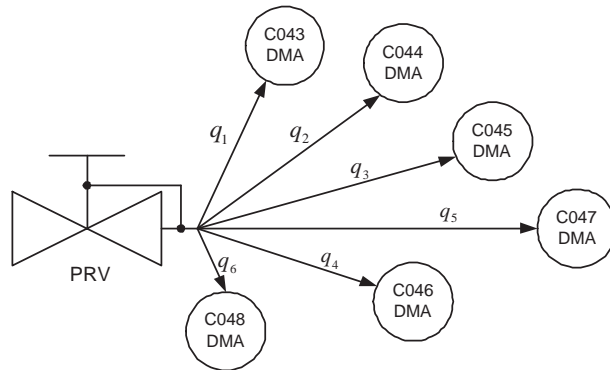 C043
DMA
C044
DMA
q1
q2
C045
DMA
q3
q5
C047
DMA
PRV
q6
q4
C046
DMA
C048
DMA